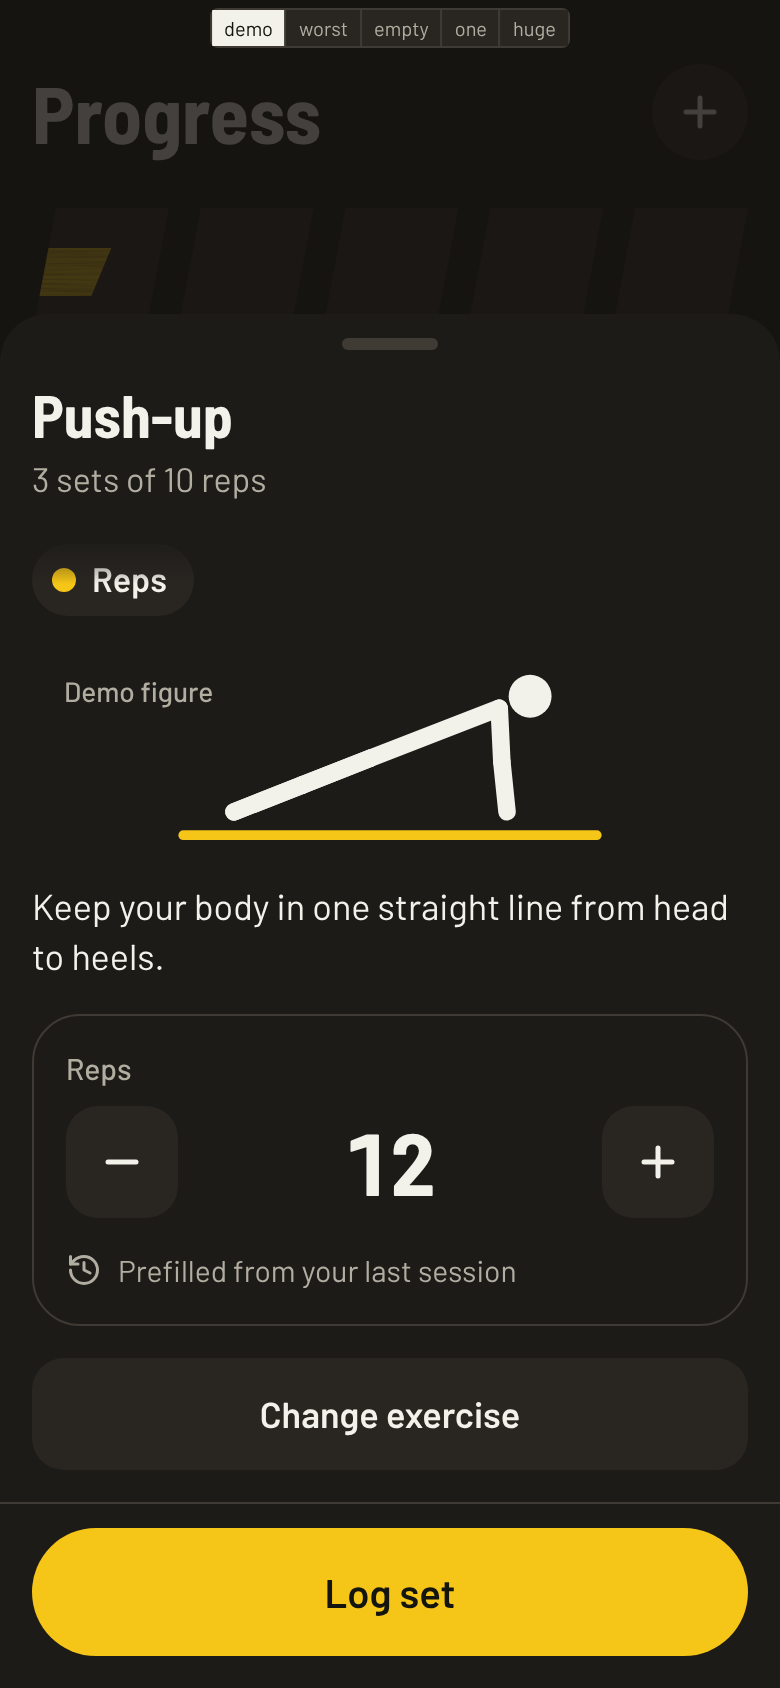 demo worst empty one huge
Progress
Push-up
3 sets of 10 reps
Reps
Demo figure
Keep your body in one straight line from head
to heels.
Reps
12
Prefilled from your last session
Change exercise
Log set